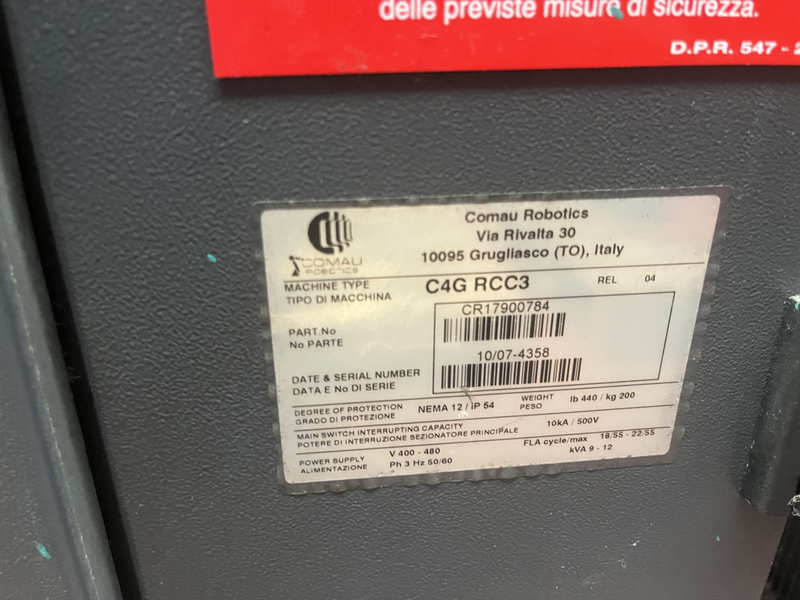 delle previste misure di sicurezza.
D.P.R. 547 - 2
COMAU
ROBOTICS
Comau Robotics
Via Rivalta 30
10095 Grugliasco (TO), Italy
MACHINE TYPE
TIPO DI MACCHINA
C4G RCC3
REL 04
PART.No
No PARTE
CR17900784
DATE & SERIAL NUMBER
DATA E No DI SERIE
10/07-4358
DEGREE OF PROTECTION
GRADO DI PROTEZIONE
NEMA 12 / IP 54
WEIGHT
PESO
lb 440 / kg 200
MAIN SWITCH INTERRUPTING CAPACITY
POTERE DI INTERRUZIONE SEZIONATORE PRINCIPALE
10kA / 500V
POWER SUPPLY
ALIMENTAZIONE
V 400 - 480
Ph 3 Hz 50/60
FLA cycle/max 18/55 - 22/55
kVA 9 - 12